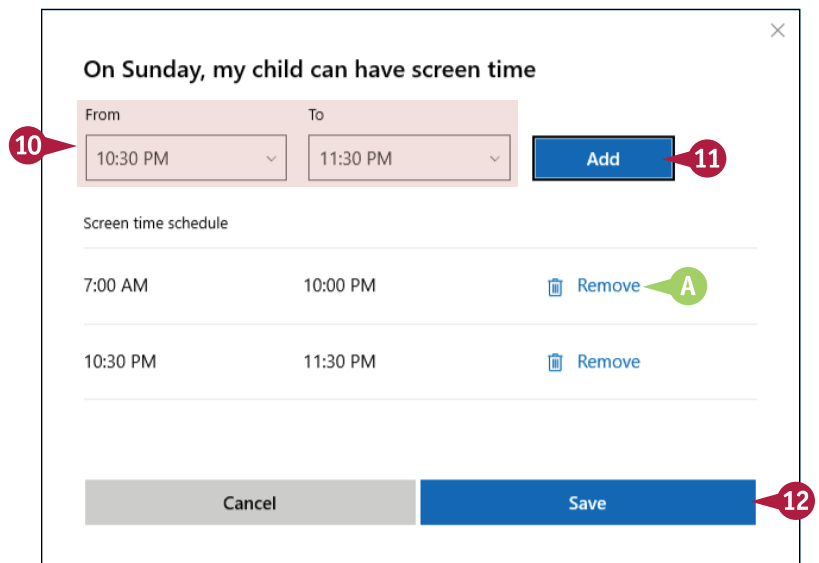 On Sunday, my child can have screen time
From To
10 10:30 PM 11:30 PM Add 11
Screen time schedule
7:00 AM 10:00 PM Remove A
10:30 PM 11:30 PM Remove
Cancel Save 12